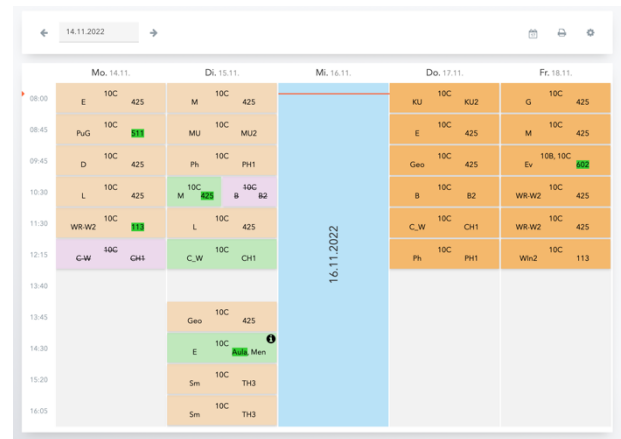 14.11.2022
Mo. 14.11. Di. 15.11. Mi. 16.11. Do. 17.11. Fr. 18.11.
08:00
10C
E 425
10C
M 425
10C
KU KU2
10C
G 425
08:45
10C
PuG 511
10C
MU MU2
10C
E 425
10C
M 425
09:45
10C
D 425
10C
Ph PH1
10C
Geo 425
10B, 10C
Ev 602
10:30
10C
L 425
10C
M 425
10C
B B2
10C
B B2
10C
WR-W2 425
11:30
10C
WR-W2 113
10C
L 425
10C
C_W CH1
10C
WR-W2 425
12:15
10C
C-W CH1
10C
C_W CH1
10C
Ph PH1
10C
WIn2 113
16.11.2022
13:40
13:45
10C
Geo 425
14:30
10C
E Aula, Men
15:20
10C
Sm TH3
16:05
10C
Sm TH3